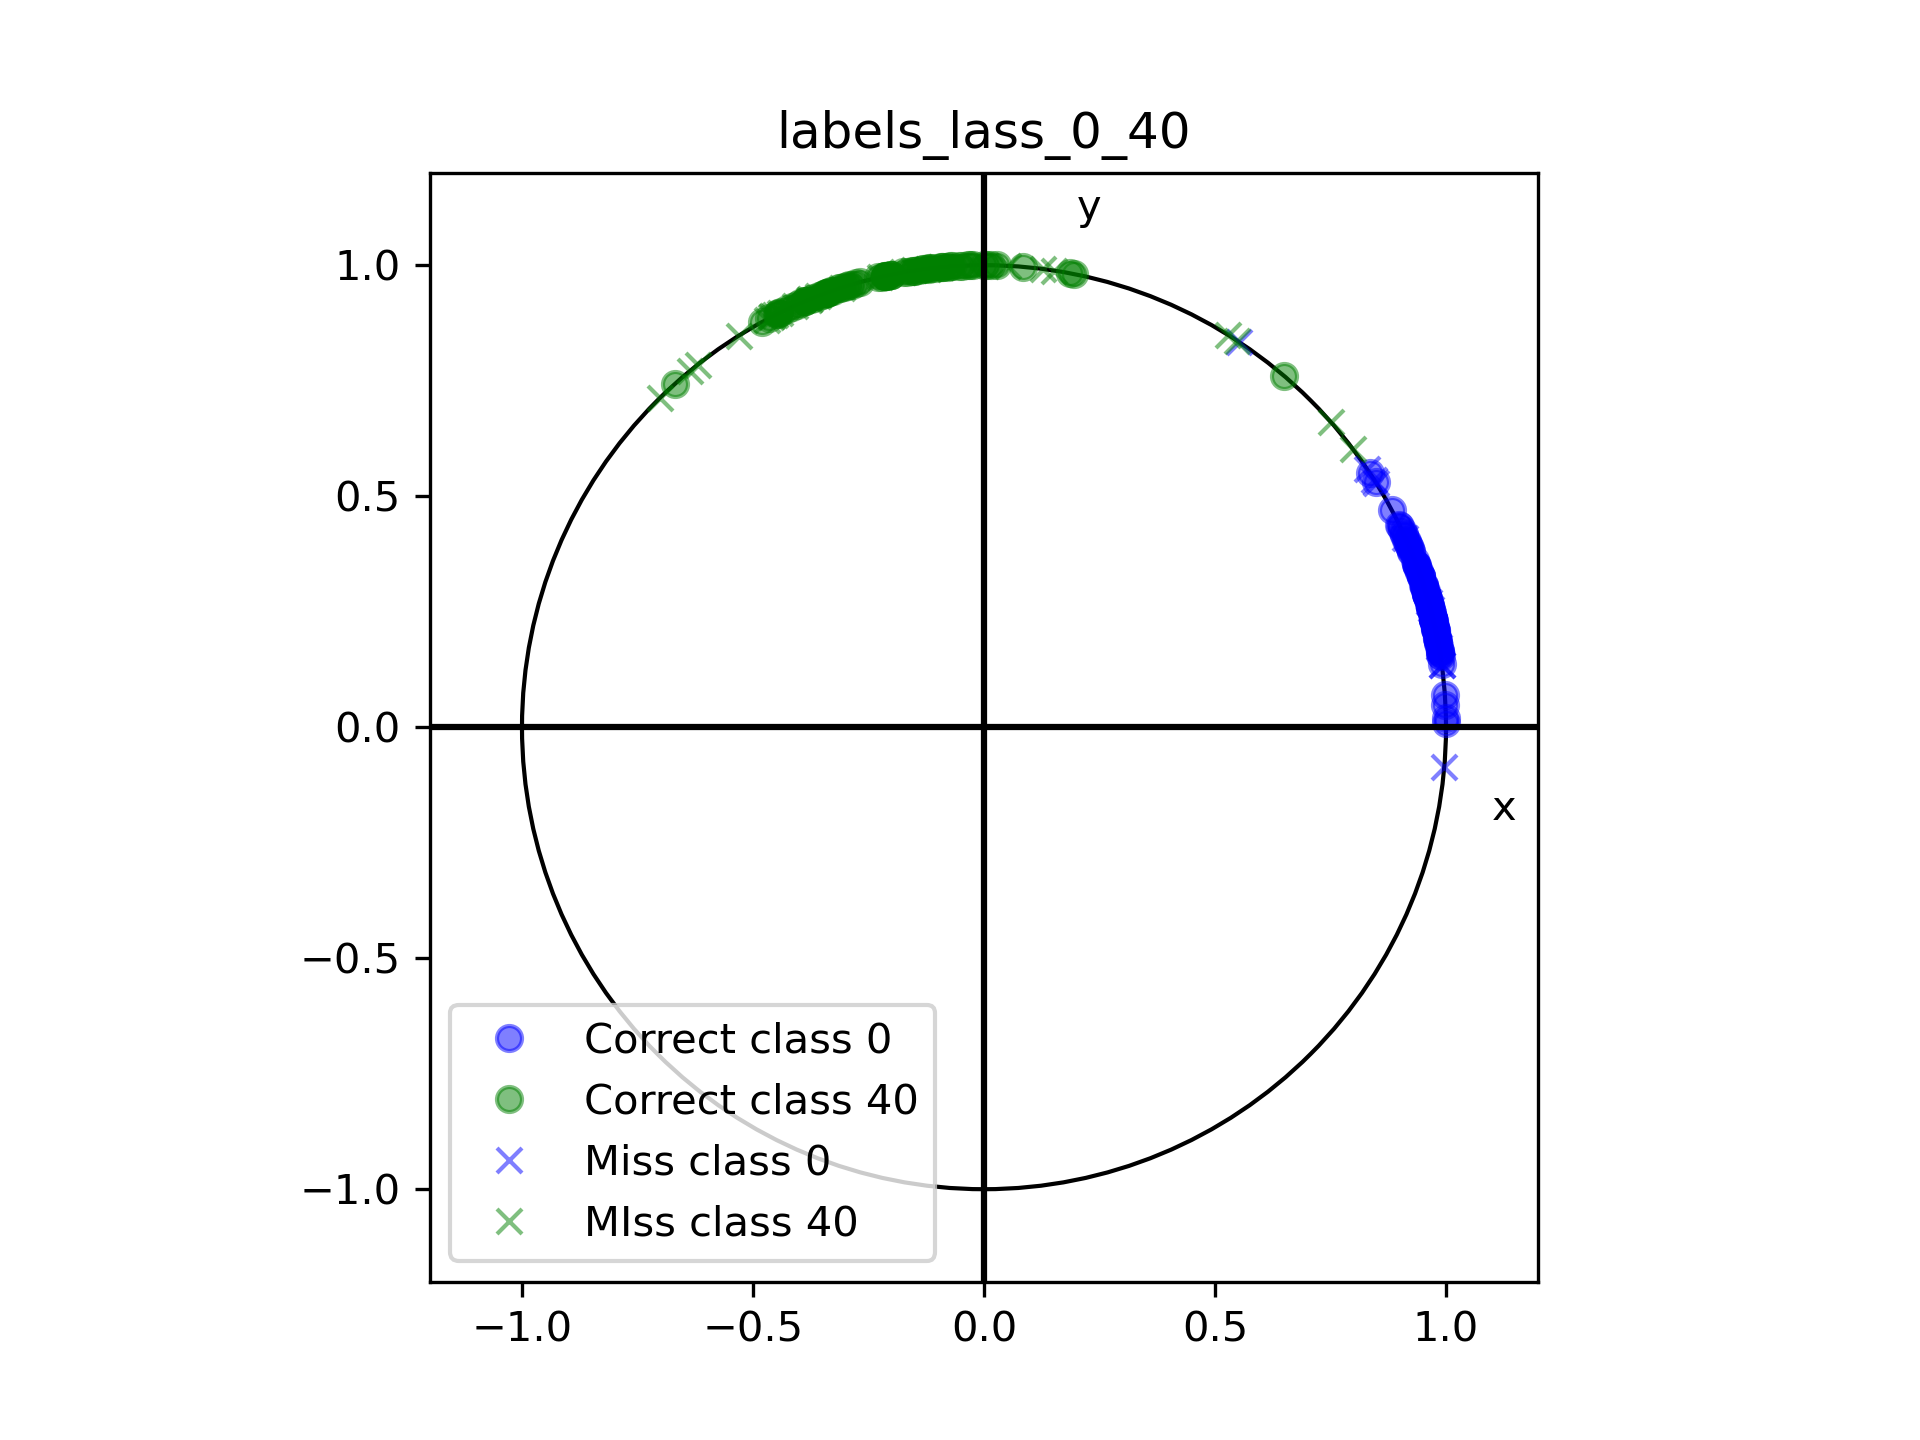 labels_lass_0_40
y
1.0
0.5
0.0
x
−0.5
−1.0
Correct class 0
Correct class 40
Miss class 0
MIss class 40
−1.0 −0.5 0.0 0.5 1.0